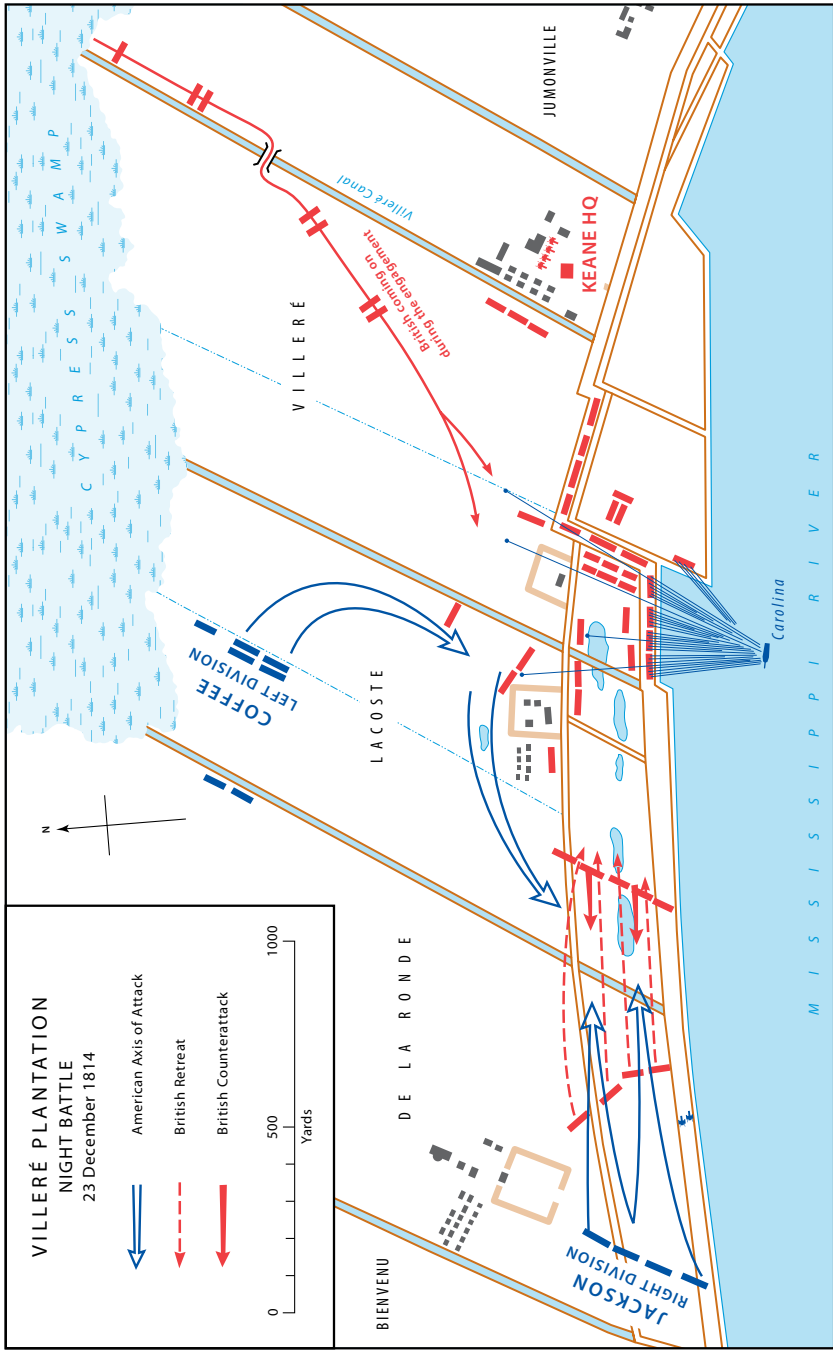 VILLERÉ PLANTATION
NIGHT BATTLE
23 December 1814
American Axis of Attack
British Retreat
British Counterattack
0
500
1000
Yards
N
CYPRESS SWAMP
JUMONVILLE
Villeré Canal
KEANE HQ
British coming on
during the engagement
VILLERÉ
COFFEE
LEFT DIVISION
LACOSTE
DE LA RONDE
BIENVENU
JACKSON
RIGHT DIVISION
Carolina
MISSISSIPPI RIVER